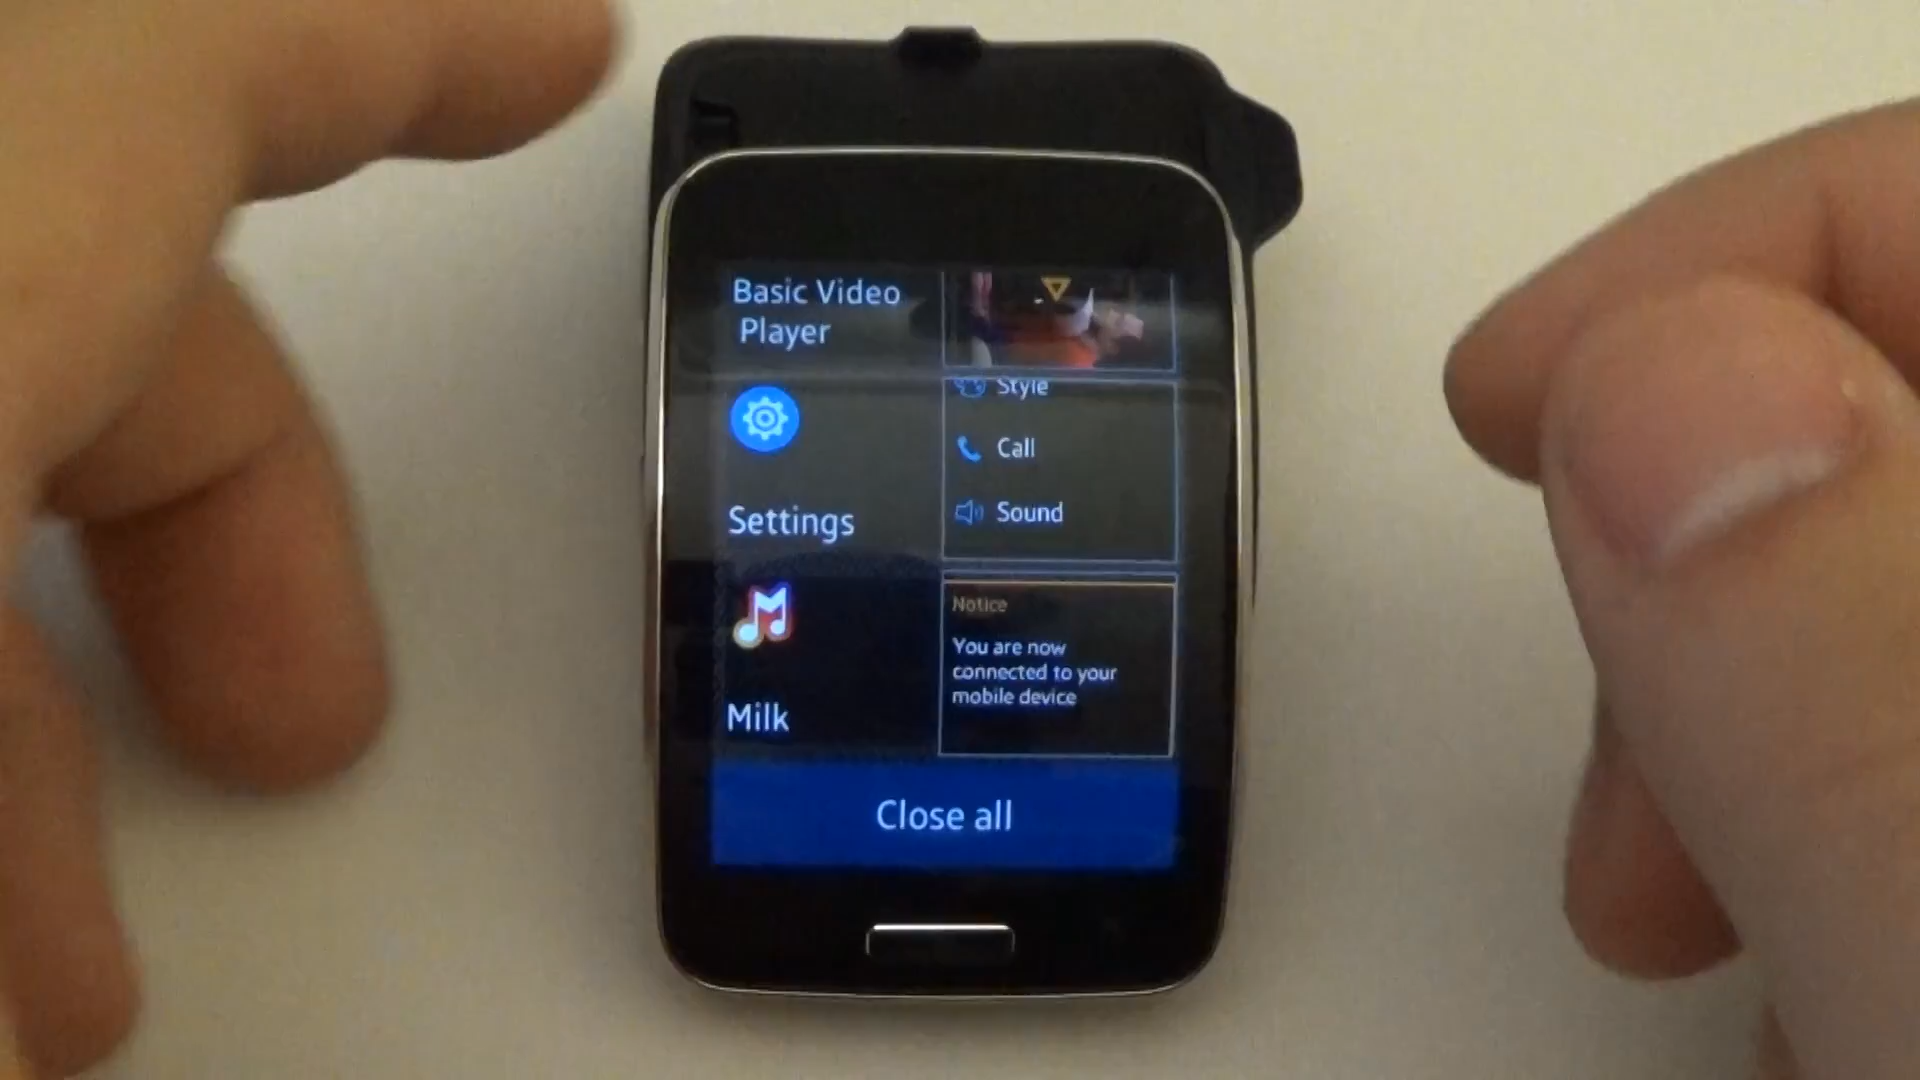 Basic Video
Player
Style
Call
Sound
Settings
Notice
You are now
connected to your
mobile device
Milk
Close all